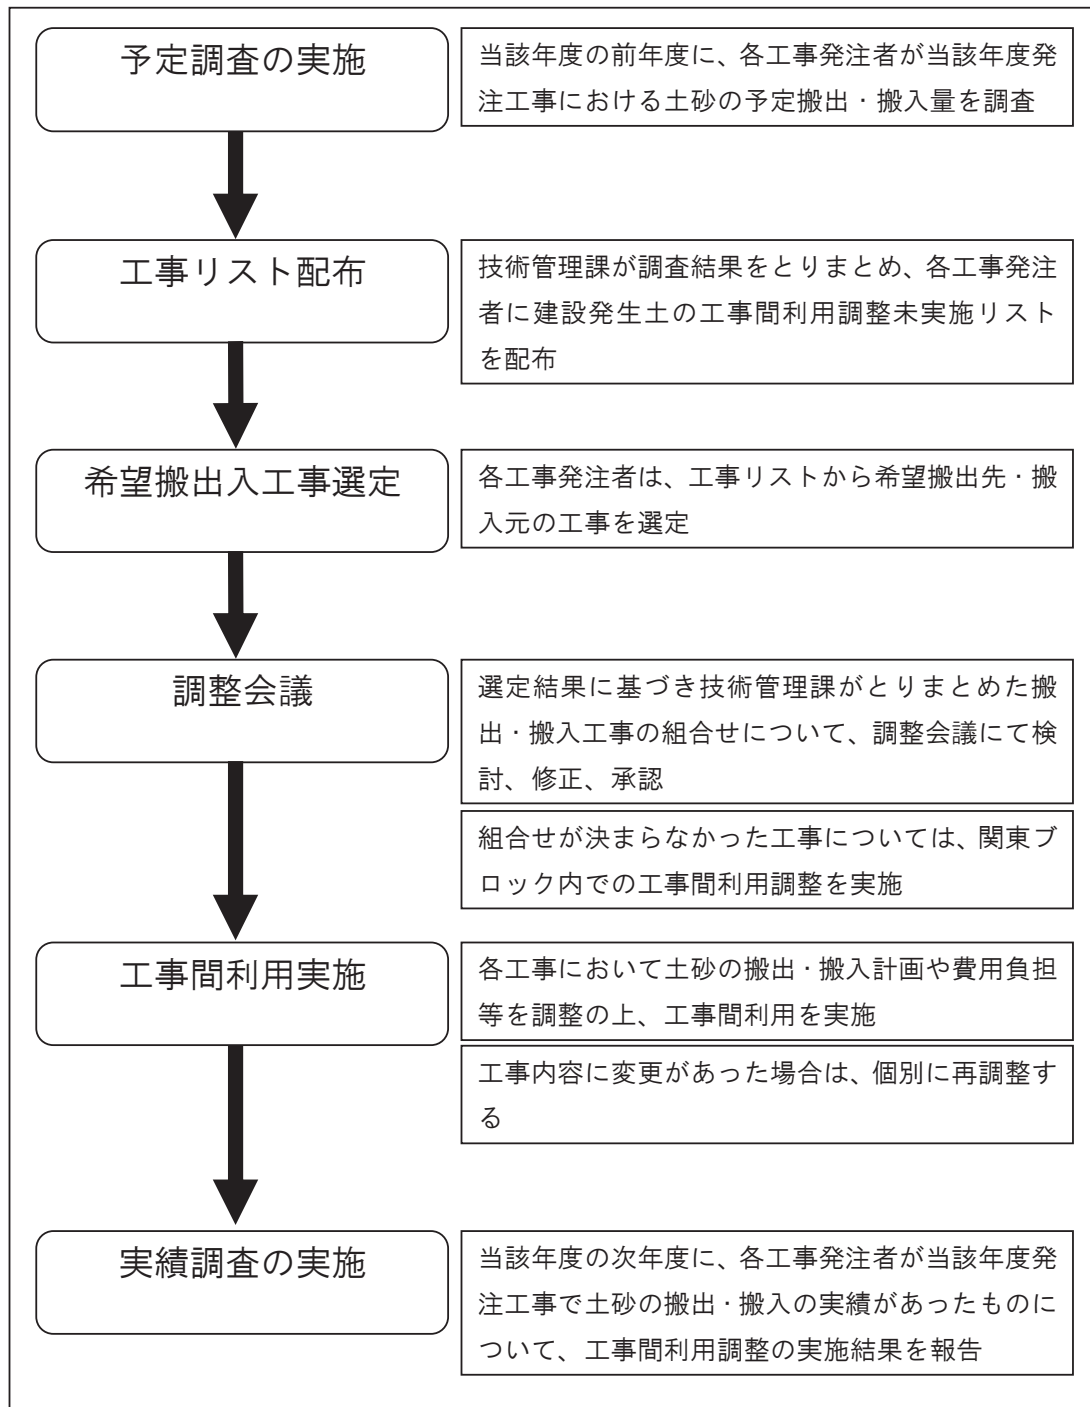 予定調査の実施
当該年度の前年度に、各工事発注者が当該年度発
注工事における土砂の予定搬出・搬入量を調査
工事リスト配布
技術管理課が調査結果をとりまとめ、各工事発注
者に建設発生土の工事間利用調整未実施リスト
を配布
希望搬出入工事選定
各工事発注者は、工事リストから希望搬出先・搬
入元の工事を選定
調整会議
選定結果に基づき技術管理課がとりまとめた搬
出・搬入工事の組合せについて、調整会議にて検
討、修正、承認
組合せが決まらなかった工事については、関東ブ
ロック内での工事間利用調整を実施
工事間利用実施
各工事において土砂の搬出・搬入計画や費用負担
等を調整の上、工事間利用を実施
工事内容に変更があった場合は、個別に再調整す
る
実績調査の実施
当該年度の次年度に、各工事発注者が当該年度発
注工事で土砂の搬出・搬入の実績があったものに
ついて、工事間利用調整の実施結果を報告